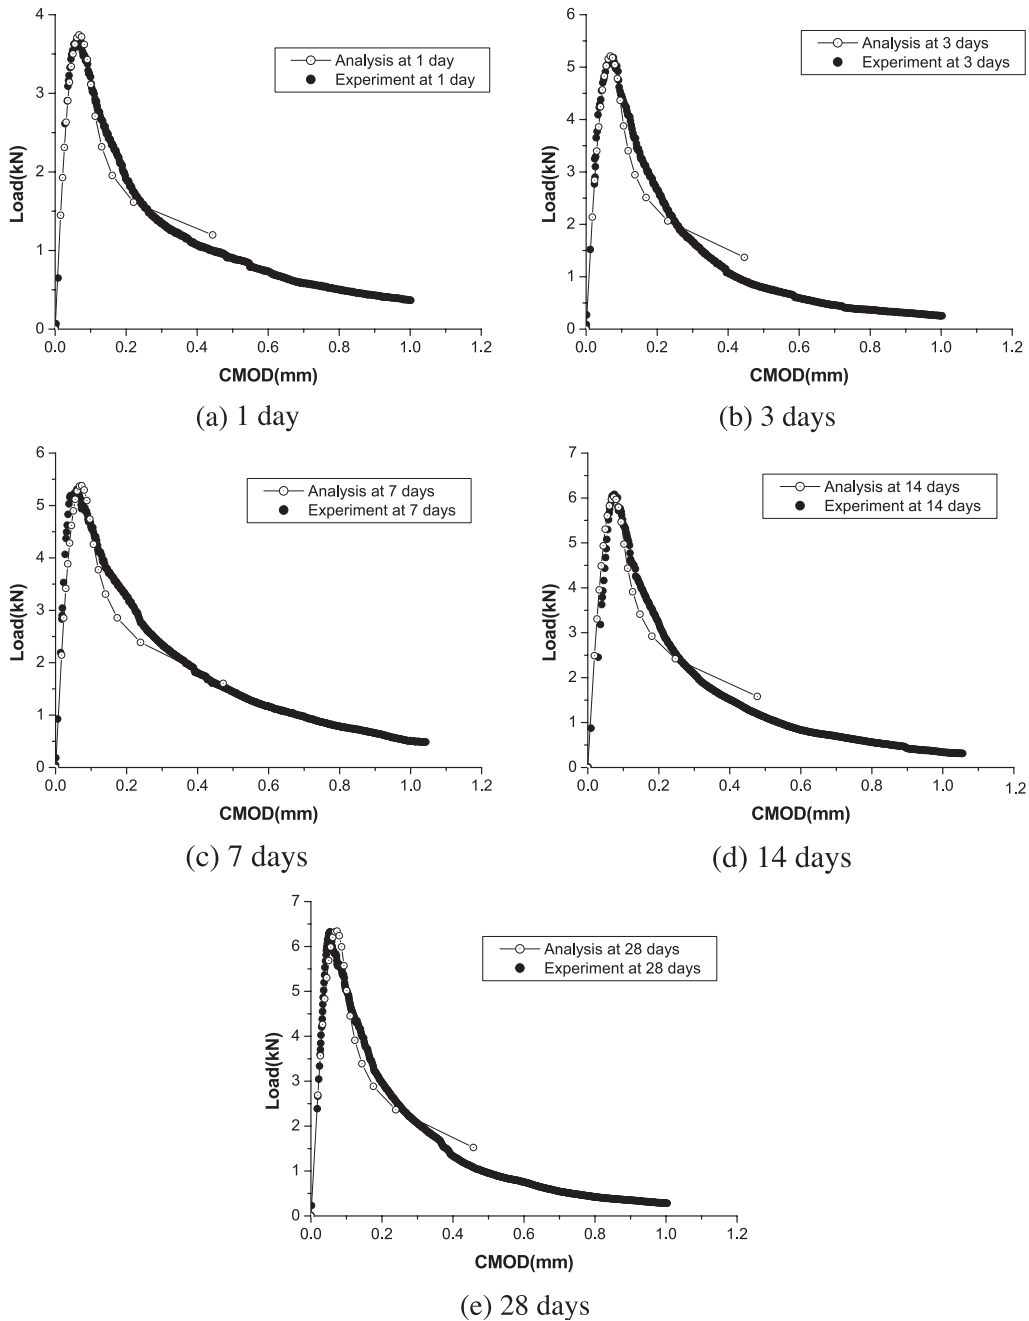 4
3
2
1
0
Load(kN)
Analysis at 1 day
Experiment at 1 day
0.0 0.2 0.4 0.6 0.8 1.0 1.2
CMOD(mm)
(a) 1 day
6
5
4
3
2
1
0
Load(kN)
Analysis at 3 days
Experiment at 3 days
0.0 0.2 0.4 0.6 0.8 1.0 1.2
CMOD(mm)
(b) 3 days
6
5
4
3
2
1
0
Load(kN)
Analysis at 7 days
Experiment at 7 days
0.0 0.2 0.4 0.6 0.8 1.0 1.2
CMOD(mm)
(c) 7 days
7
6
5
4
3
2
1
0
Load(kN)
Analysis at 14 days
Experiment at 14 days
0.0 0.2 0.4 0.6 0.8 1.0 1.2
CMOD(mm)
(d) 14 days
7
6
5
4
3
2
1
0
Load(kN)
Analysis at 28 days
Experiment at 28 days
0.0 0.2 0.4 0.6 0.8 1.0 1.2
CMOD(mm)
(e) 28 days